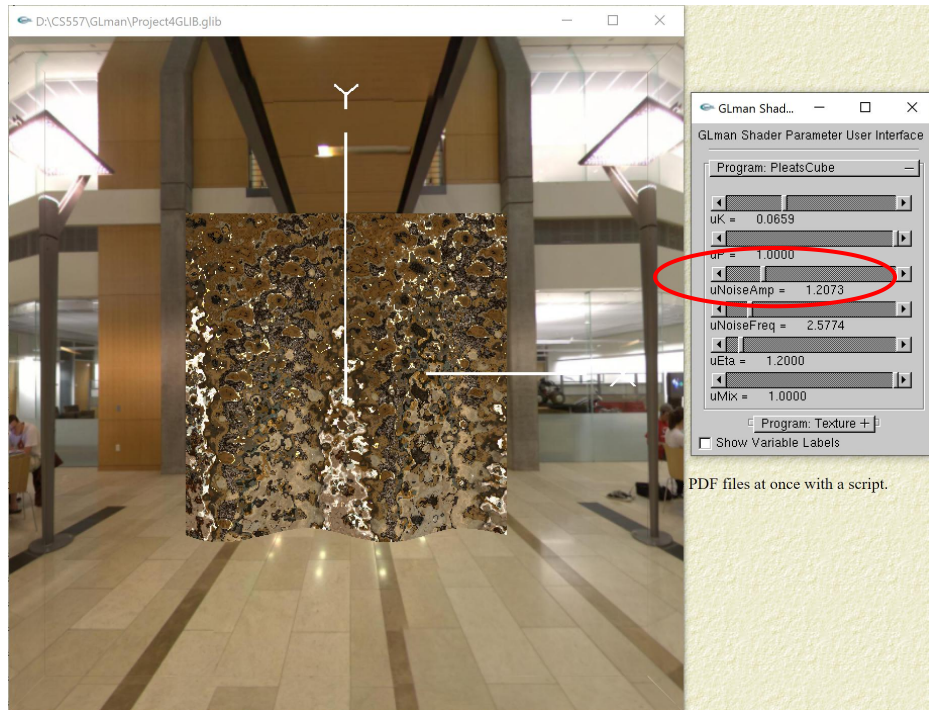 D:\CS557\GLman\Project4GLIB.glib
Y
X
GLman Shad...
GLman Shader Parameter User Interface
Program: PleatsCube
uK = 0.0659
uP = 1.0000
uNoiseAmp = 1.2073
uNoiseFreq = 2.5774
uEta = 1.2000
uMix = 1.0000
Program: Texture +
Show Variable Labels
PDF files at once with a script.